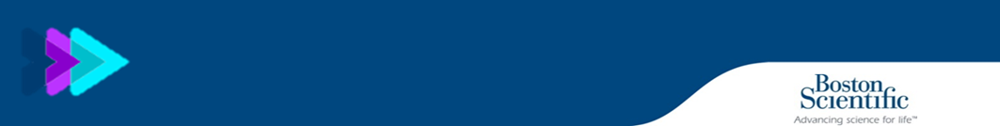 Boston
Scientific
Advancing science for life™